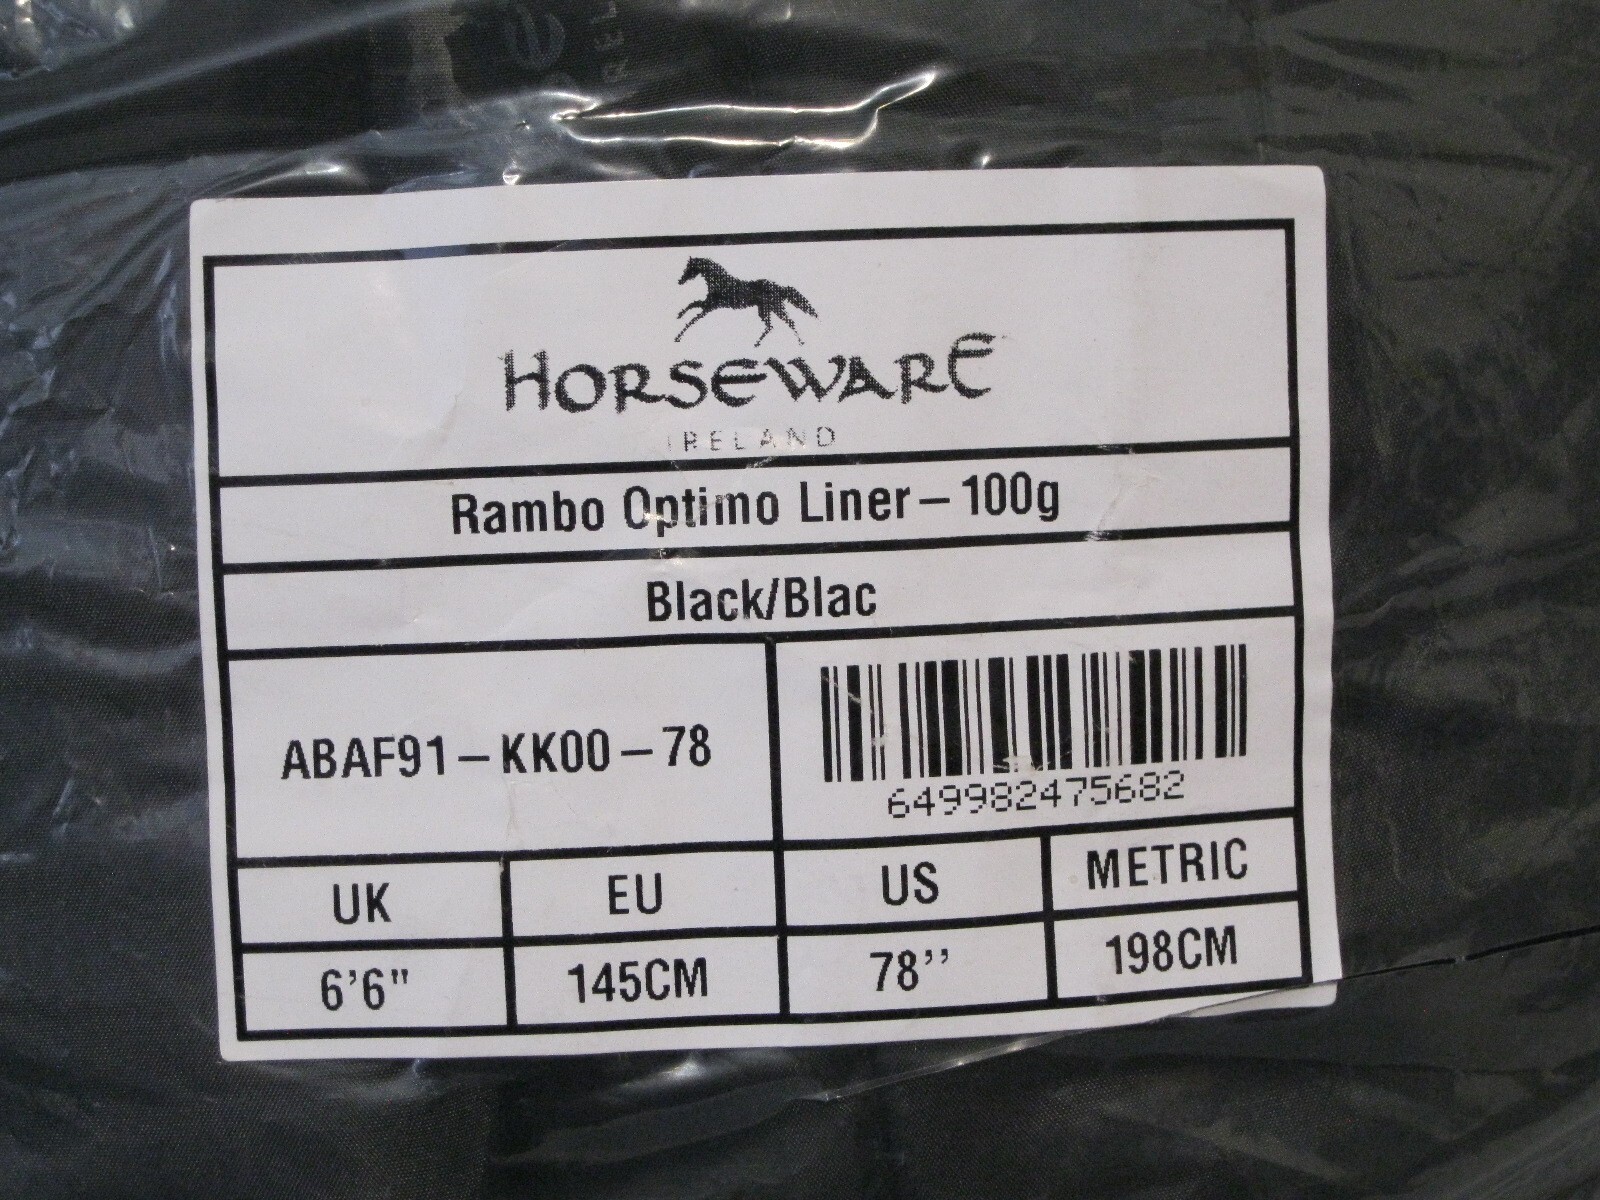 HORSEWARE
IRELAND
Rambo Optimo Liner – 100g
Black/Blac
ABAF91 – KK00 – 78
649982475682
UK EU US METRIC
6'6" 145CM 78’’ 198CM